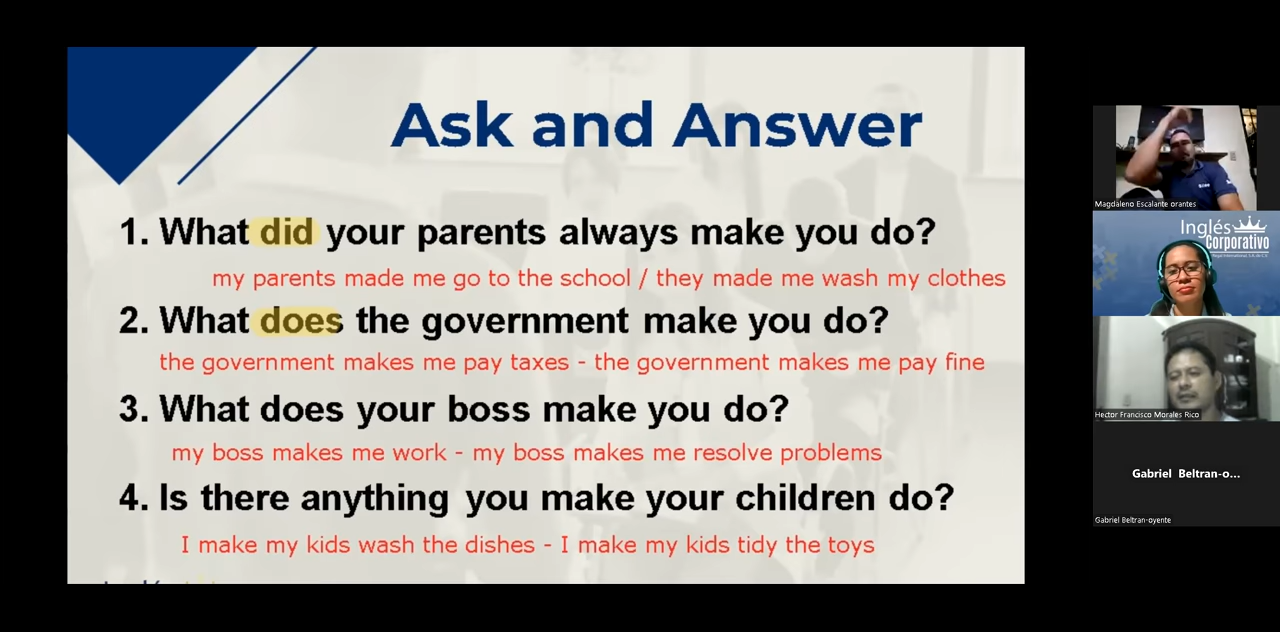 Ask and Answer
1. What did your parents always make you do?
my parents made me go to the school / they made me wash my clothes
2. What does the government make you do?
the government makes me pay taxes - the government makes me pay fine
3. What does your boss make you do?
my boss makes me work - my boss makes me resolve problems
4. Is there anything you make your children do?
I make my kids wash the dishes - I make my kids tidy the toys
Magdaleno Escalante orantes
Inglés
Corporativo
Hector Francisco Morales Rico
Gabriel Beltran-o...
Gabriel Beltran-oyente